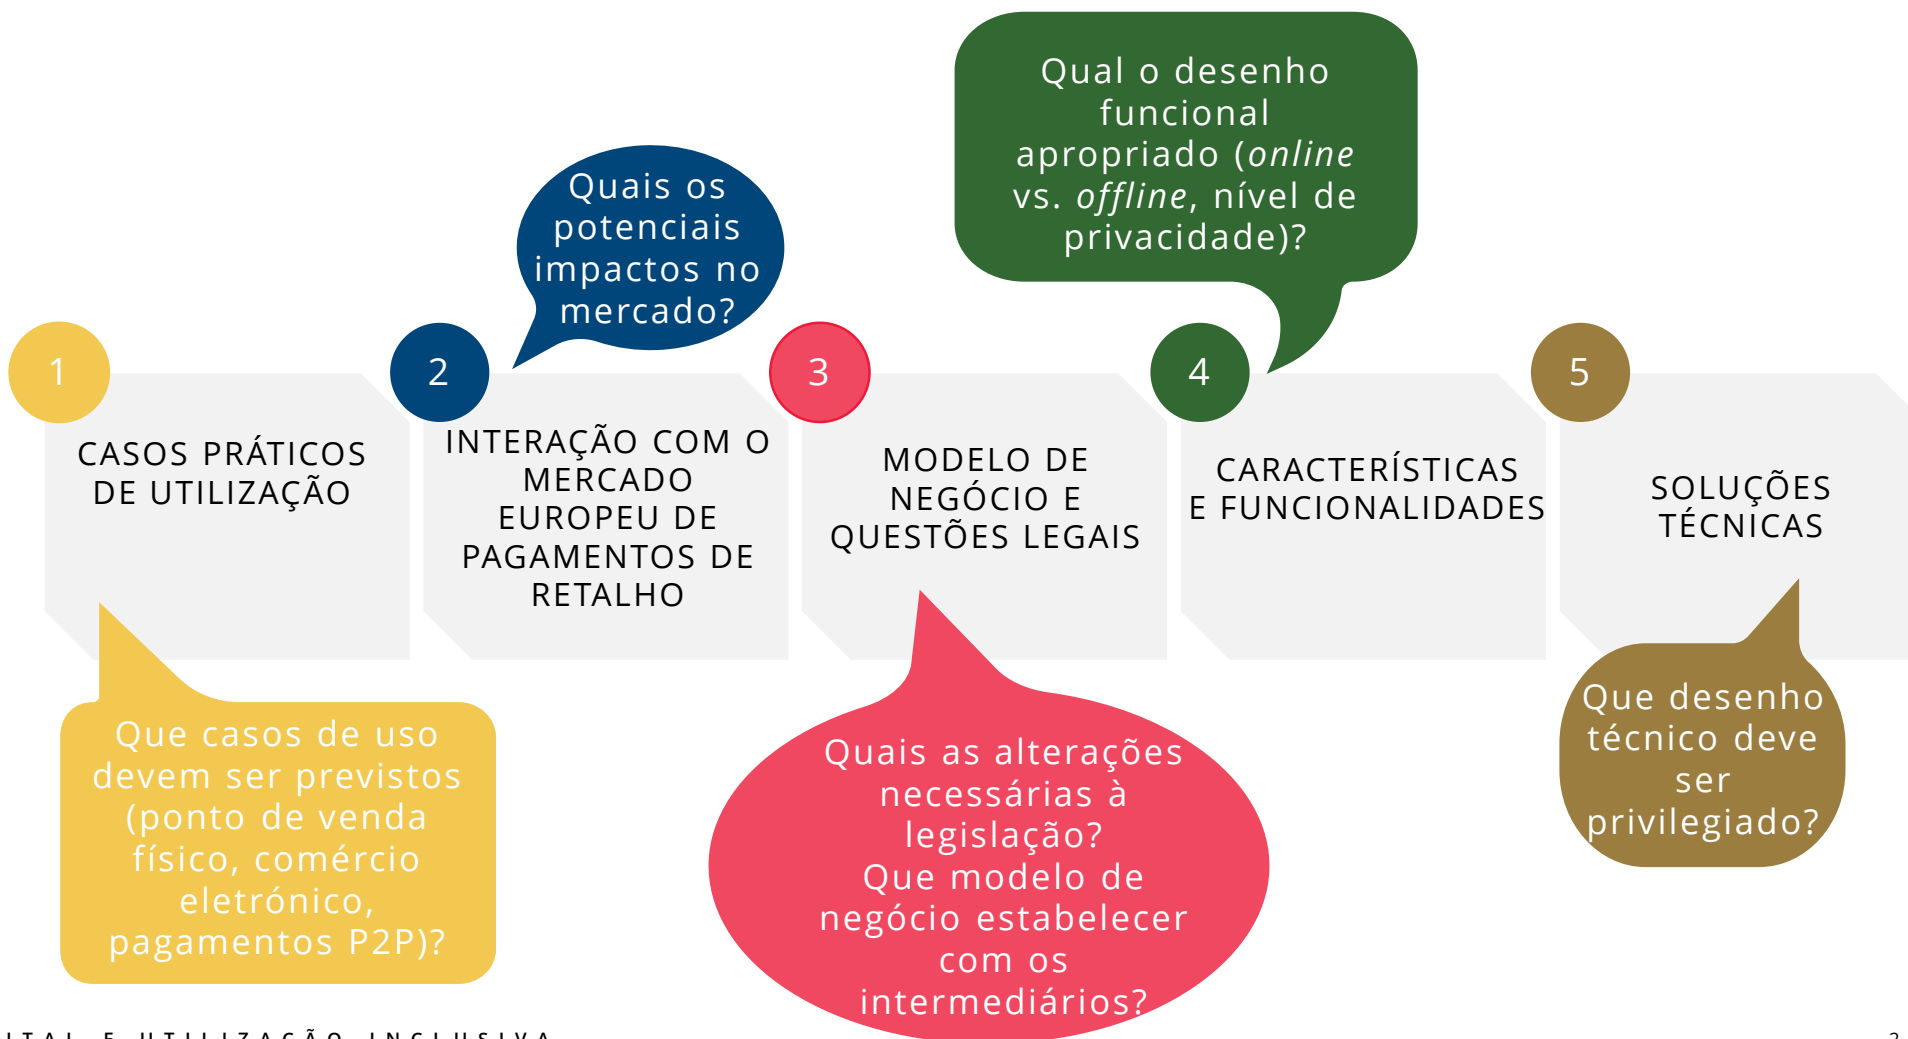 Qual o desenho
funcional
apropriado (online
vs. offline, nível de
privacidade)?
Quais os
potenciais
impactos no
mercado?
1
2
3
4
5
CASOS PRÁTICOS
DE UTILIZAÇÃO
INTERAÇÃO COM O
MERCADO
EUROPEU DE
PAGAMENTOS DE
RETALHO
MODELO DE
NEGÓCIO E
QUESTÕES LEGAIS
CARACTERÍSTICAS
E FUNCIONALIDADES
SOLUÇÕES
TÉCNICAS
Que casos de uso
devem ser previstos
(ponto de venda
físico, comércio
eletrónico,
pagamentos P2P)?
Quais as alterações
necessárias à
legislação?
Que modelo de
negócio estabelecer
com os
intermediários?
Que desenho
técnico deve
ser
privilegiado?
ITAL E UTILIZAÇÃO INCLUSIVA
2